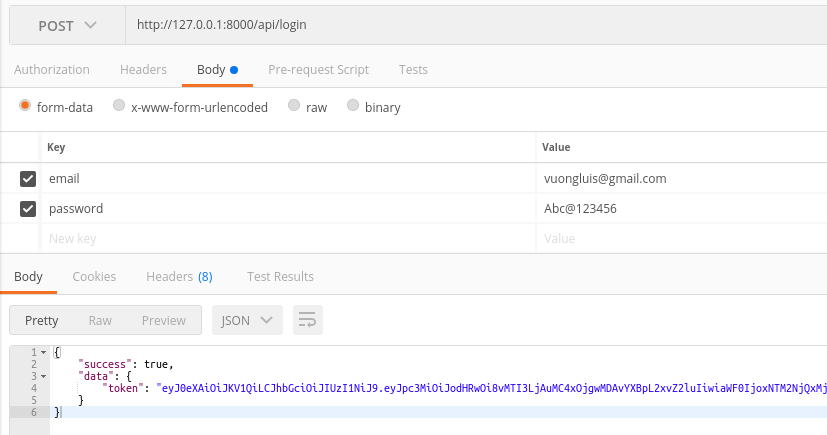 POST http://127.0.0.1:8000/api/login
Authorization Headers Body Pre-request Script Tests
form-data x-www-form-urlencoded raw binary
Key Value
email vuongluis@gmail.com
password Abc@123456
New key Value
Body Cookies Headers (8) Test Results
Pretty Raw Preview JSON
1 {
2 "success": true,
3 "data": {
4 "token": "eyJ0eXAiOiJKV1QiLCJhbGciOiJIUzI1NiJ9.eyJpc3MiOiJodHRwOi8vMTI3LjAuMC4xOjgwMDAvYXBpL2xvZ2luIiwiaWF0IjoxNTM2NjQxMj
5 }
6 }